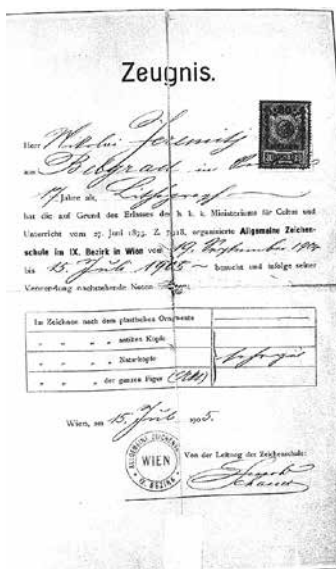 Zeugnis.
Herr Nikolai
aus Belgrad in
17 Jahre alt, Lithograph
hat die auf Grund des Erlasses des h. k. k. Ministeriums für Cultus und
Unterricht vom 27. Juni 1873, Z. organisierte Allgemeine Zeichen-
schule im IX. Bezirk in Wien vom 19. September
bis 15. Juli 1905 besucht und infolge seiner
Verwendung nachstehende Noten
Im Zeichnen nach dem plastischen Ornamente
" " " antiken Kopfe
" " " Naturkopfe
" " " der ganzen Figur (Akt)
Wien, am 15. Juli 1905.
WIEN
Von der Leitung der Zeichenschule: